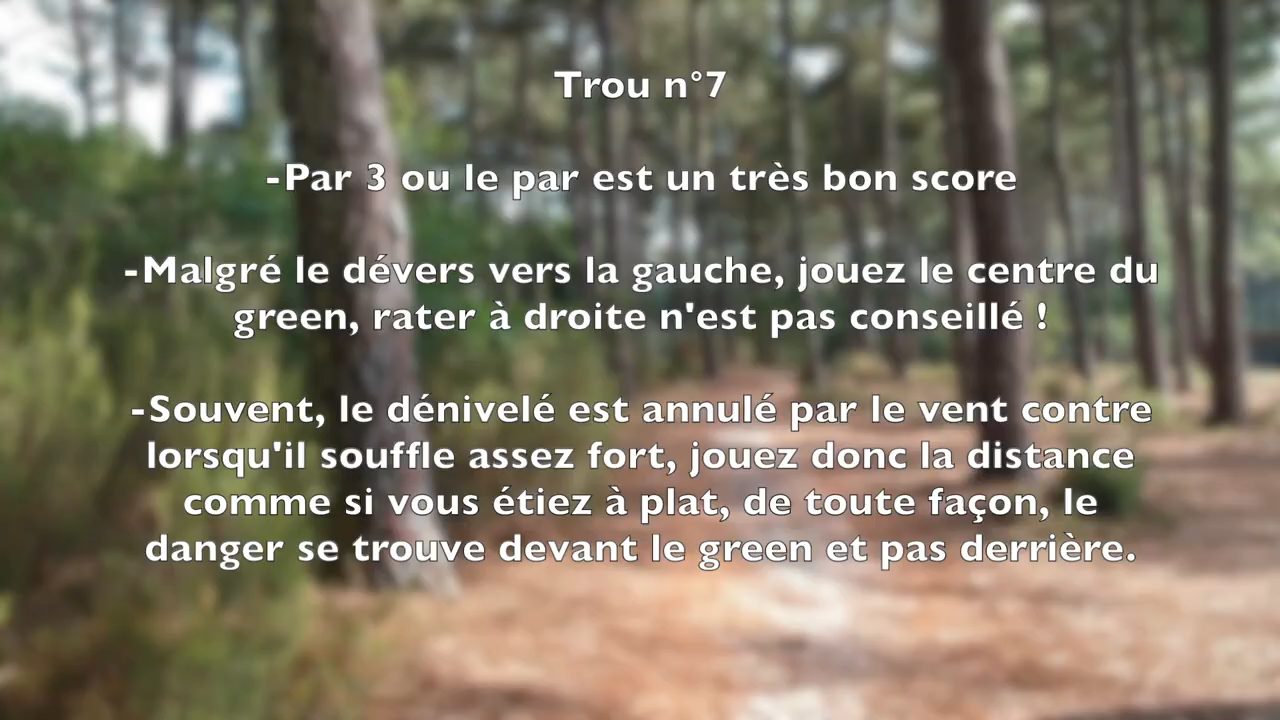 Trou n°7
-Par 3 ou le par est un très bon score
-Malgré le dévers vers la gauche, jouez le centre du
green, rater à droite n'est pas conseillé !
-Souvent, le dénivelé est annulé par le vent contre
lorsqu'il souffle assez fort, jouez donc la distance
comme si vous étiez à plat, de toute façon, le
danger se trouve devant le green et pas derrière.